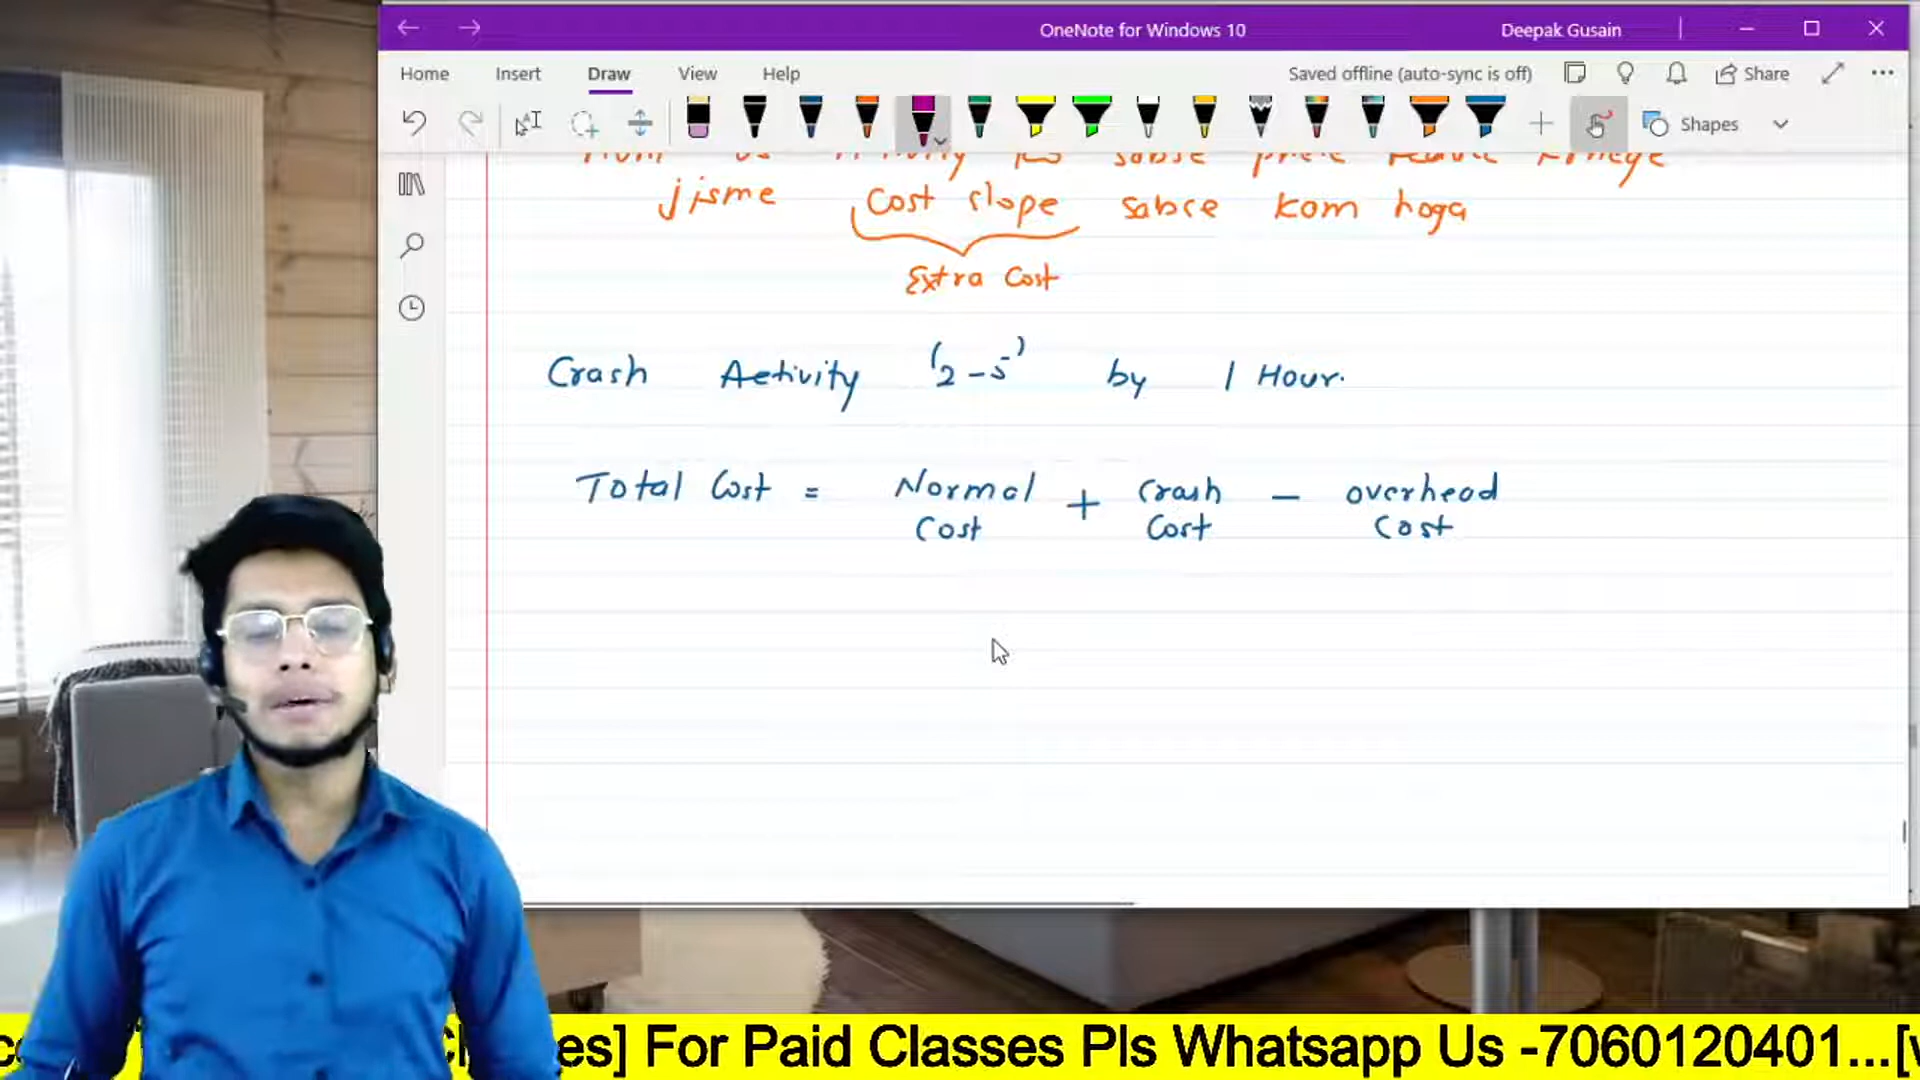 OneNote for Windows 10
Deepak Gusain
Home Insert Draw View Help
Saved offline (auto-sync is off)
Share
Shapes
sabse
jisme Cost slope sabse kam hoga
Extra Cost
Crash Activity (2-5) by 1 Hour.
Total Cost = Normal Cost + Crash Cost - overhead Cost
es] For Paid Classes Pls Whatsapp Us -7060120401...[